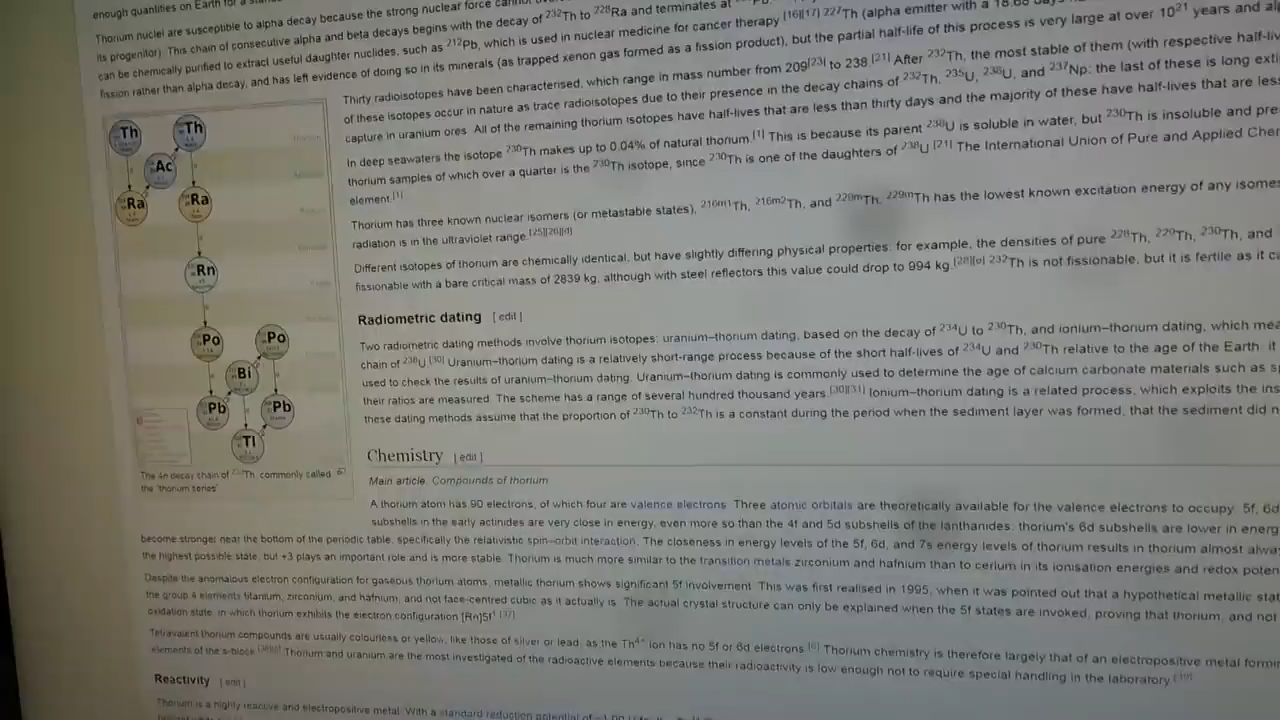 enough quantities on Earth for a
Thorium nuclei are susceptible to alpha decay because the strong nuclear force cannot
its progenitor). This chain of consecutive alpha and beta decays begins with the decay of 232Th to 228Ra and terminates at
can be chemically purified to extract useful daughter nuclides, such as 212Pb, which is used in nuclear medicine for cancer therapy.[16][17] 227Th (alpha emitter with a 18.68 days
fission rather than alpha decay, and has left evidence of doing so in its minerals (as trapped xenon gas formed as a fission product), but the partial half-life of this process is very large at over 10^21 years and
Thirty radioisotopes have been characterised, which range in mass number from 209[23] to 238.[21] After 232Th, the most stable of them (with respective
of these isotopes occur in nature as trace radioisotopes due to their presence in the decay chains of 232Th, 235U, 238U, and 237Np: the last of these is long
capture in uranium ores. All of the remaining thorium isotopes have half-lives that are less than thirty days and the majority of these have half-lives that are
In deep seawaters the isotope 230Th makes up to 0.04% of natural thorium.[1] This is because its parent 238U is soluble in water, but 230Th is insoluble and
thorium samples of which over a quarter is the 230Th isotope, since 230Th is one of the daughters of 238U.[21] The International Union of Pure and Applied
element.[1]
Thorium has three known nuclear isomers (or metastable states), 216m1Th, 216m2Th, and 229mTh. 229mTh has the lowest known excitation energy of any
radiation is in the ultraviolet range.[25][26][d]
Different isotopes of thorium are chemically identical, but have slightly differing physical properties: for example, the densities of pure 228Th, 229Th, 230Th, and
fissionable with a bare critical mass of 2839 kg, although with steel reflectors this value could drop to 994 kg.[28][e] 232Th is not fissionable, but it is fertile as it
Th
Th
Ac
Ra
Ra
Rn
Po
Po
Bi
Pb
Pb
Tl
The 4n decay chain of 232Th, commonly called
the "thorium series"
Radiometric dating [ edit ]
Two radiometric dating methods involve thorium isotopes: uranium–thorium dating, based on the decay of 234U to 230Th, and ionium–thorium dating, which
chain of 238U.[30] Uranium–thorium dating is a relatively short-range process because of the short half-lives of 234U and 230Th relative to the age of the Earth: it
used to check the results of uranium–thorium dating. Uranium–thorium dating is commonly used to determine the age of calcium carbonate materials such as
their ratios are measured. The scheme has a range of several hundred thousand years.[30][31] Ionium–thorium dating is a related process, which exploits the
these dating methods assume that the proportion of 230Th to 232Th is a constant during the period when the sediment layer was formed, that the sediment did
Chemistry [ edit ]
Main article: Compounds of thorium
A thorium atom has 90 electrons, of which four are valence electrons. Three atomic orbitals are theoretically available for the valence electrons to occupy: 5f, 6d
subshells in the early actinides are very close in energy, even more so than the 4f and 5d subshells of the lanthanides: thorium's 6d subshells are lower in
become stronger near the bottom of the periodic table, specifically the relativistic spin–orbit interaction. The closeness in energy levels of the 5f, 6d, and 7s energy levels of thorium results in thorium almost
the highest possible state, but +3 plays an important role and is more stable. Thorium is much more similar to the transition metals zirconium and hafnium than to cerium in its ionisation energies and redox
Despite the anomalous electron configuration for gaseous thorium atoms, metallic thorium shows significant 5f involvement. This was first realised in 1995, when it was pointed out that a hypothetical metallic
the group 4 elements titanium, zirconium, and hafnium, and not face-centred cubic as it actually is. The actual crystal structure can only be explained when the 5f states are invoked, proving that thorium, and not
oxidation state, in which thorium exhibits the electron configuration [Rn]5f1.[37]
Tetravalent thorium compounds are usually colourless or yellow, like those of silver or lead, as the Th4+ ion has no 5f or 6d electrons.[6] Thorium chemistry is therefore largely that of an electropositive metal
elements of the s-block. Thorium and uranium are the most investigated of the radioactive elements because their radioactivity is low enough not to require special handling in the laboratory.
Reactivity [ edit ]
Thorium is a highly reactive and electropositive metal. With a standard reduction potential of